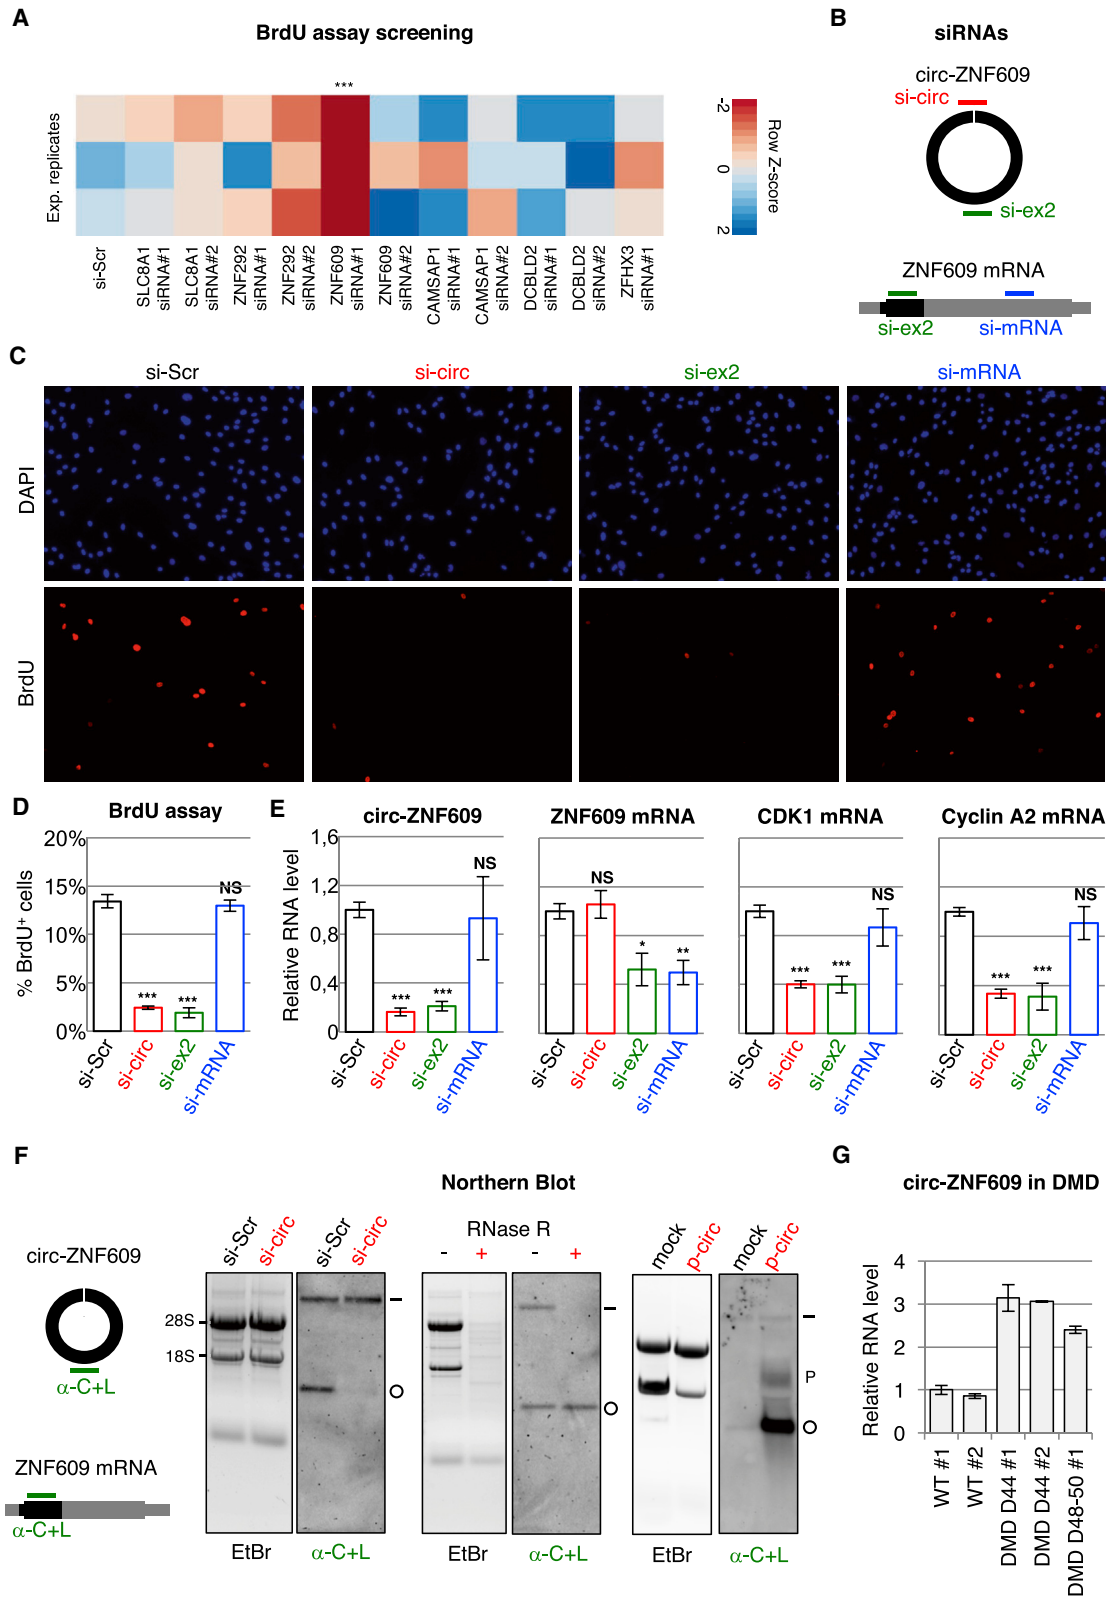 A
BrdU assay screening
***
Exp. replicates
si-Scr
SLC8A1 siRNA#1
SLC8A1 siRNA#2
ZNF292 siRNA#1
ZNF292 siRNA#2
ZNF609 siRNA#1
ZNF609 siRNA#2
CAMSAP1 siRNA#1
CAMSAP1 siRNA#2
DCBLD2 siRNA#1
DCBLD2 siRNA#2
ZFHX3 siRNA#1
-2
0
2
Row Z-score
B
siRNAs
circ-ZNF609
si-circ
si-ex2
ZNF609 mRNA
si-ex2
si-mRNA
C
si-Scr
si-circ
si-ex2
si-mRNA
DAPI
BrdU
D
BrdU assay
% BrdU+ cells
20%
15%
10%
5%
0%
***
***
NS
si-Scr
si-circ
si-ex2
si-mRNA
E
circ-ZNF609
Relative RNA level
1,6
1,2
0,8
0,4
0
***
***
NS
si-Scr
si-circ
si-ex2
si-mRNA
ZNF609 mRNA
NS
*
**
si-Scr
si-circ
si-ex2
si-mRNA
CDK1 mRNA
***
***
NS
si-Scr
si-circ
si-ex2
si-mRNA
Cyclin A2 mRNA
***
***
NS
si-Scr
si-circ
si-ex2
si-mRNA
F
Northern Blot
circ-ZNF609
α-C+L
ZNF609 mRNA
α-C+L
si-Scr
si-circ
si-Scr
si-circ
28S
18S
EtBr
α-C+L
RNase R
- + - +
EtBr
α-C+L
mock
p-circ
mock
p-circ
P
EtBr
α-C+L
G
circ-ZNF609 in DMD
Relative RNA level
4
3
2
1
0
WT #1
WT #2
DMD D44 #1
DMD D44 #2
DMD D48-50 #1